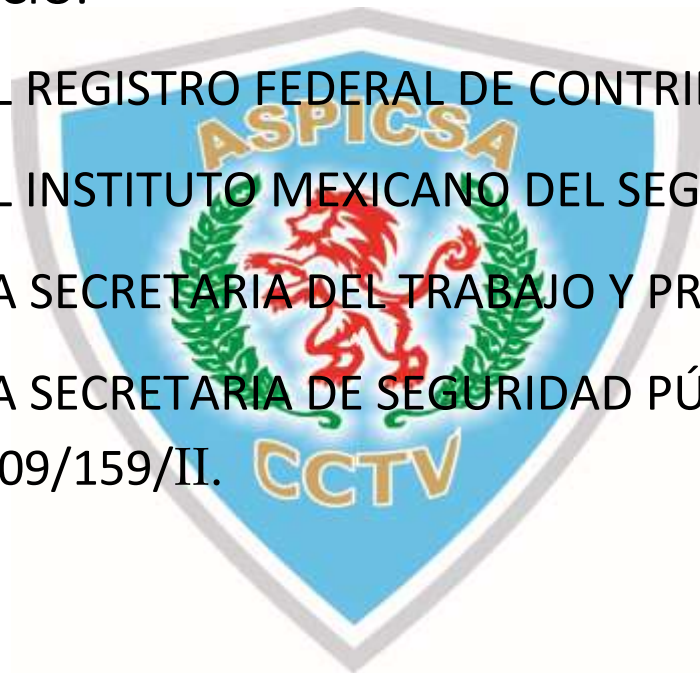 L REGISTRO FEDERAL DE CONTRI
ASPICSA
L INSTITUTO MEXICANO DEL SEG
A SECRETARIA DEL TRABAJO Y PR
A SECRETARIA DE SEGURIDAD PÚ
09/159/II.
CCTV